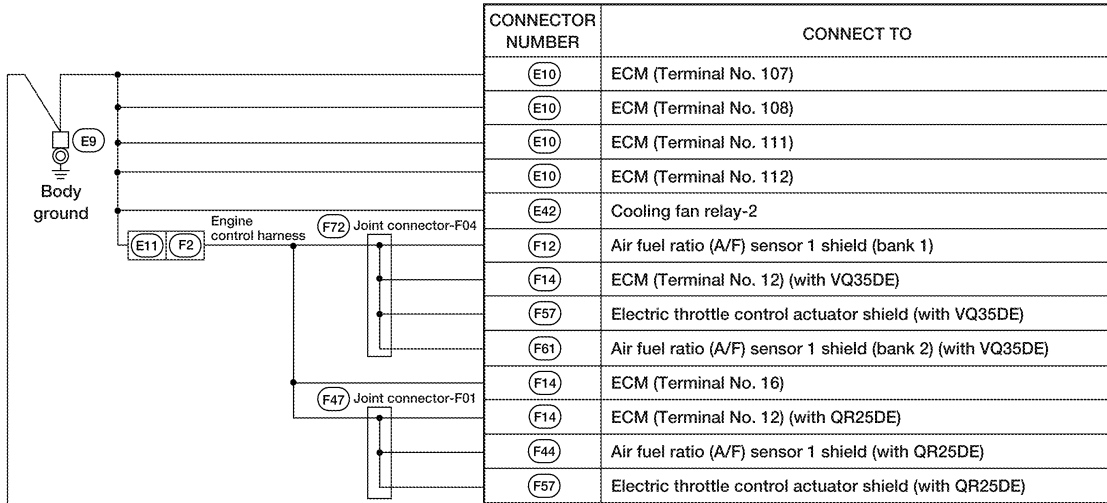 CONNECTOR NUMBER CONNECT TO
E10 ECM (Terminal No. 107)
E10 ECM (Terminal No. 108)
E9
E10 ECM (Terminal No. 111)
Body ground
E10 ECM (Terminal No. 112)
E42 Cooling fan relay-2
E11 F2 Engine control harness
F72 Joint connector-F04
F12 Air fuel ratio (A/F) sensor 1 shield (bank 1)
F14 ECM (Terminal No. 12) (with VQ35DE)
F57 Electric throttle control actuator shield (with VQ35DE)
F61 Air fuel ratio (A/F) sensor 1 shield (bank 2) (with VQ35DE)
F14 ECM (Terminal No. 16)
F47 Joint connector-F01
F14 ECM (Terminal No. 12) (with QR25DE)
F44 Air fuel ratio (A/F) sensor 1 shield (with QR25DE)
F57 Electric throttle control actuator shield (with QR25DE)